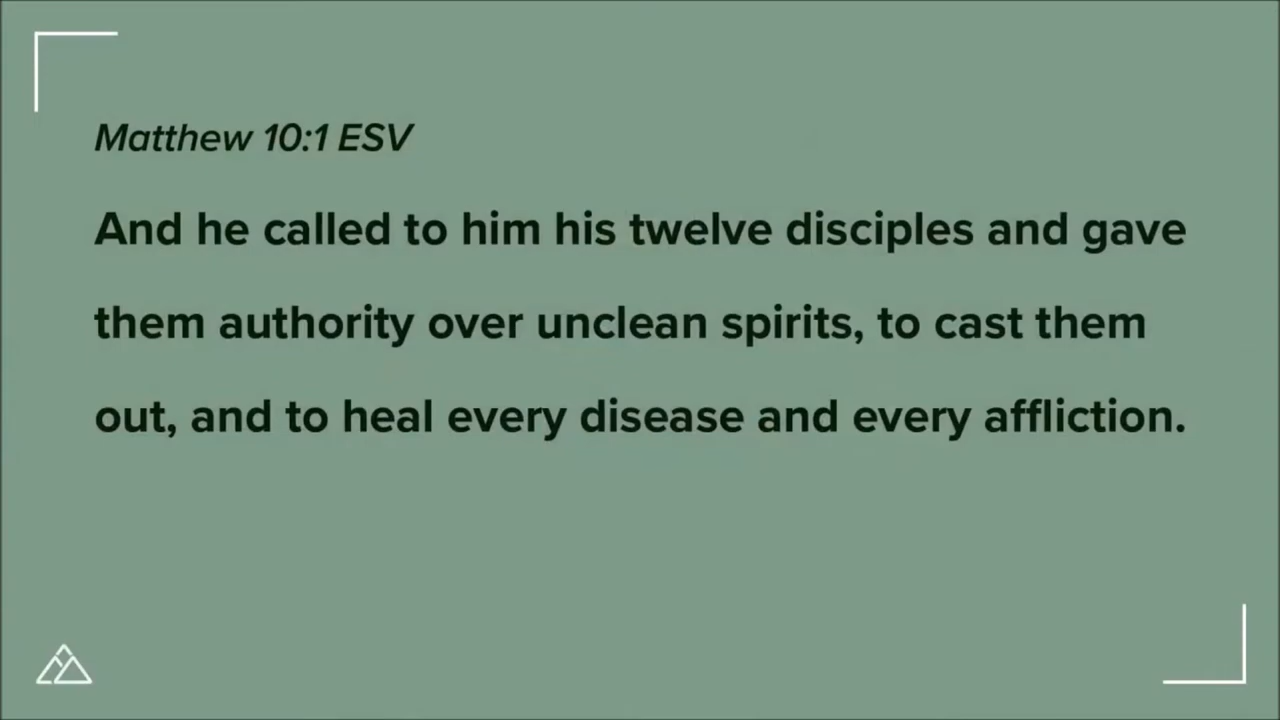 Matthew 10:1 ESV
And he called to him his twelve disciples and gave
them authority over unclean spirits, to cast them
out, and to heal every disease and every affliction.